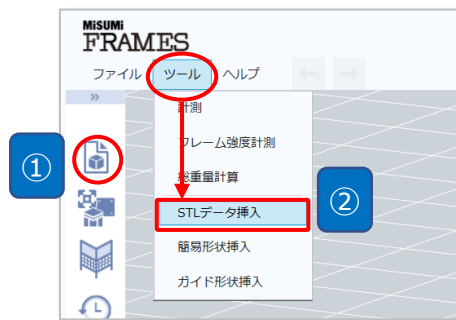 MiSUMi
FRAMES
ファイル ツール ヘルプ
»
計測
①
フレーム強度計測
総重量計算
STLデータ挿入
②
簡易形状挿入
ガイド形状挿入